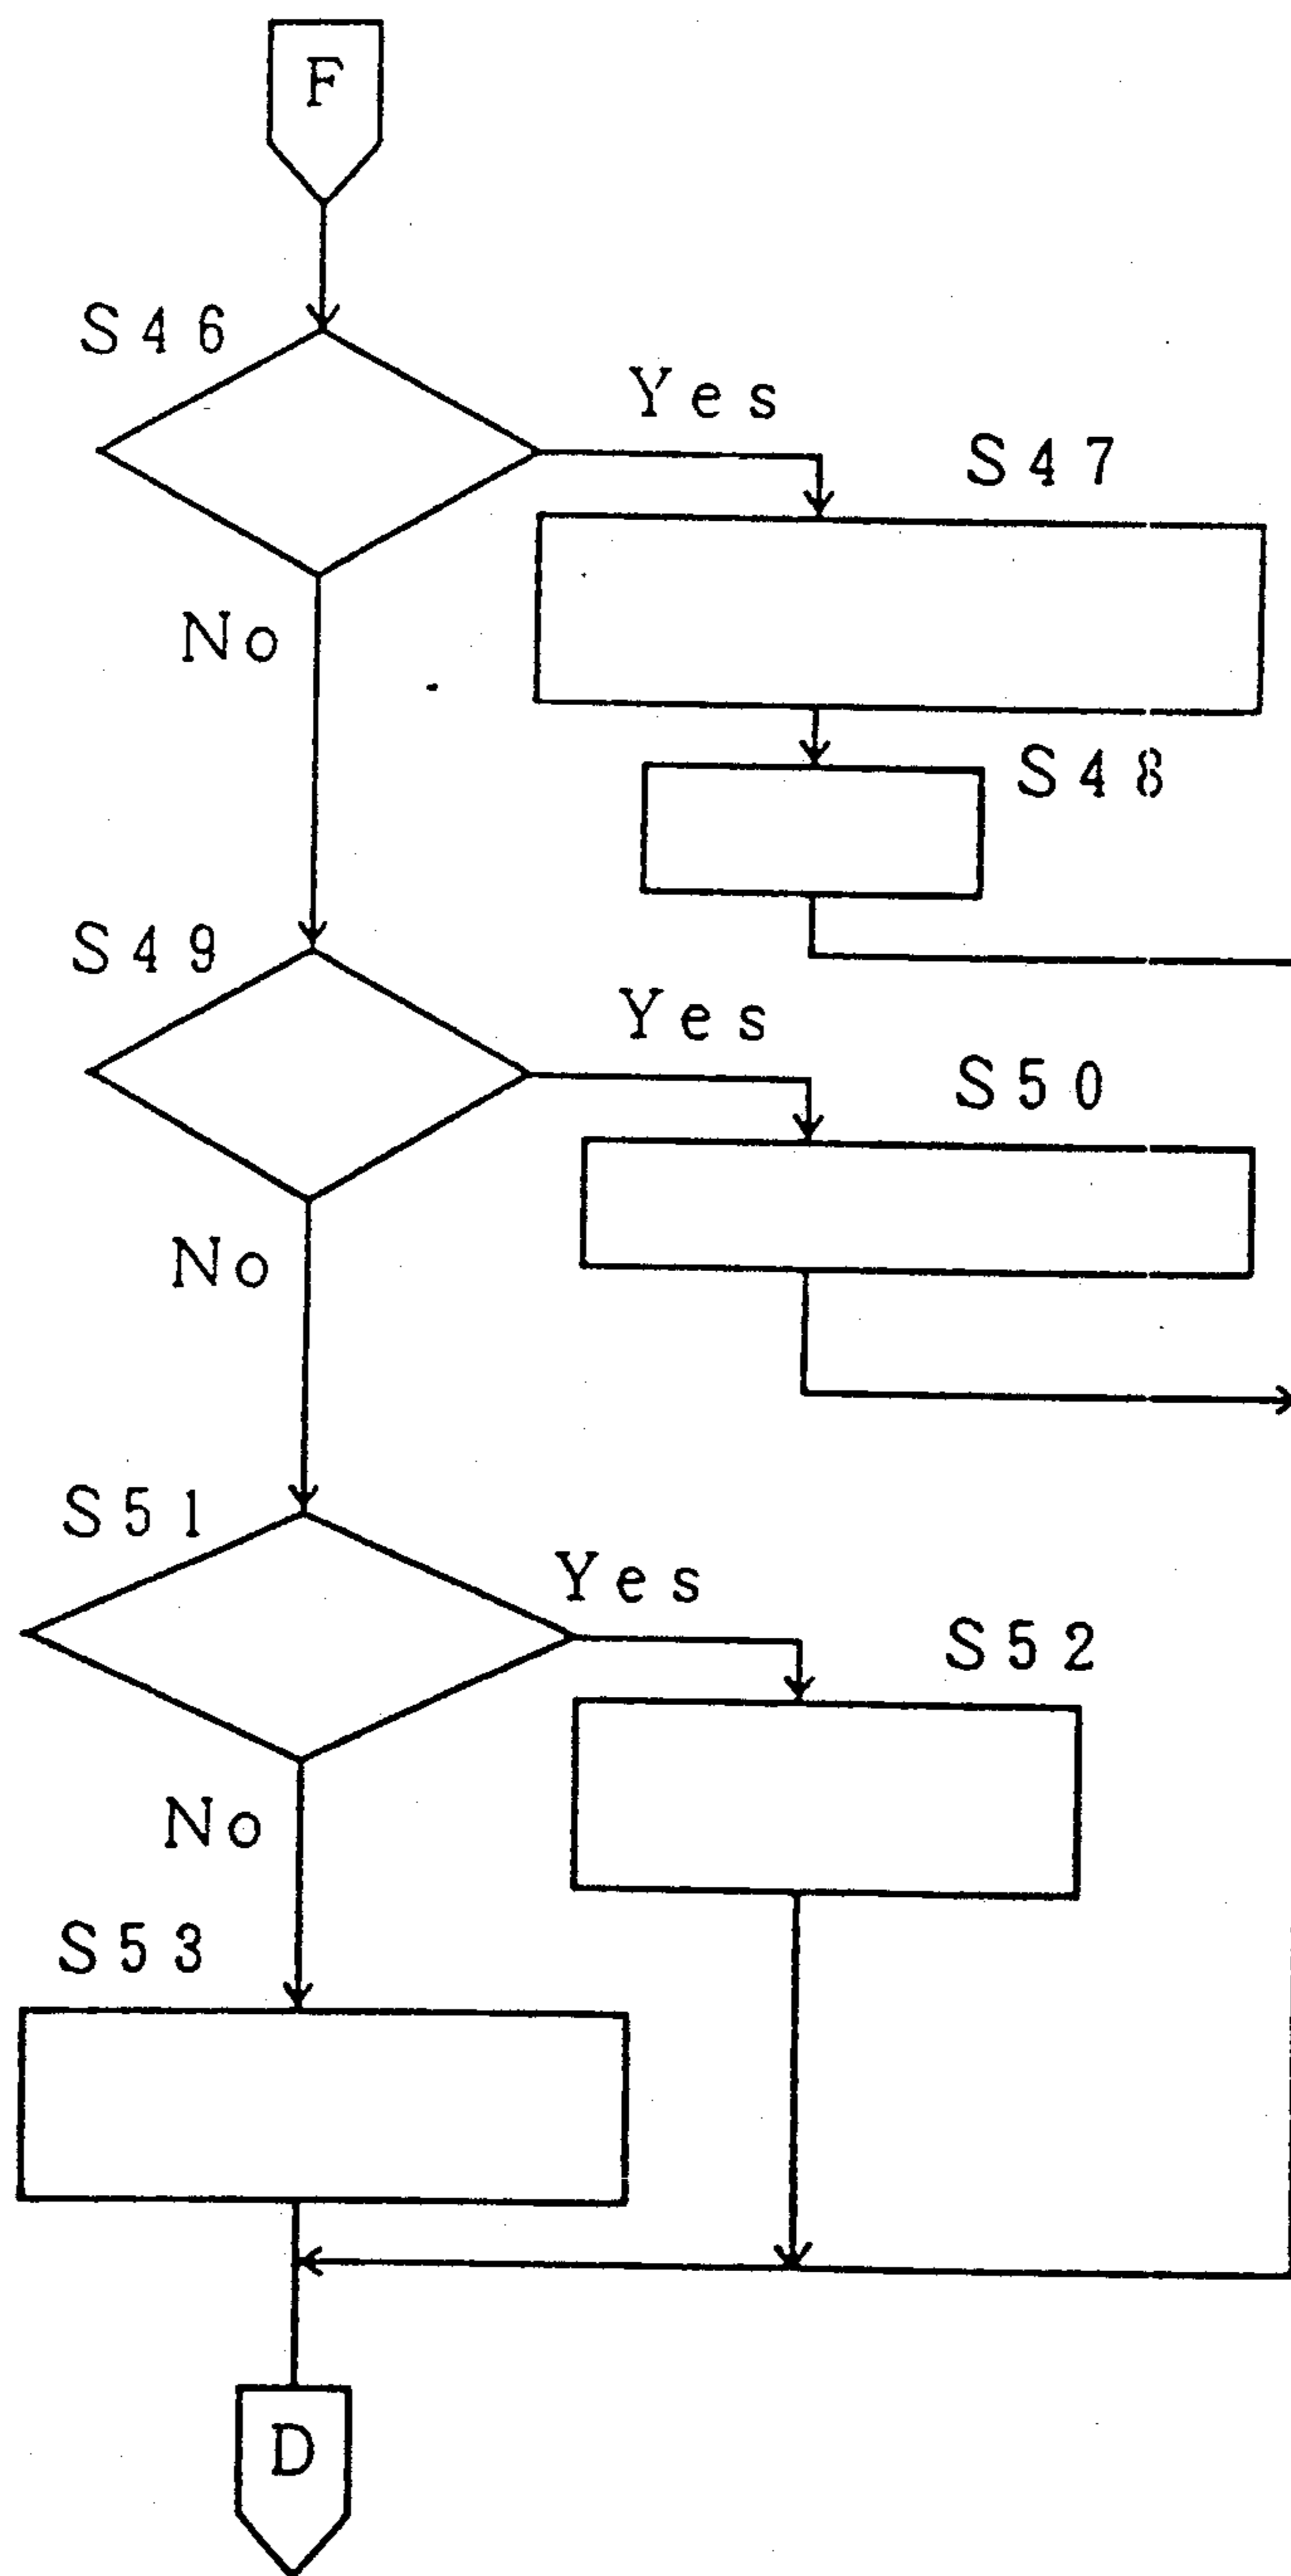 F
S46
Yes
S47
No
S48
S49
Yes
S50
No
S51
Yes
S52
No
S53
D